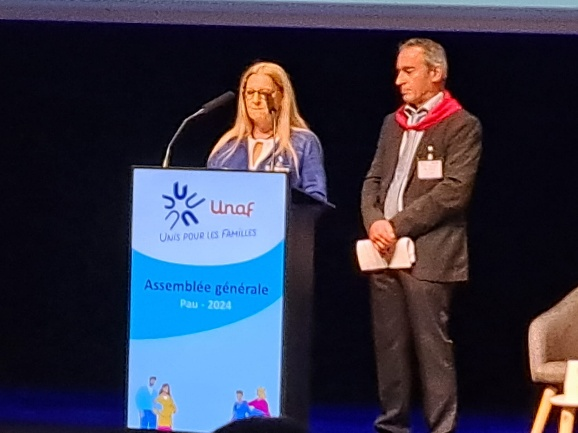 Unaf
UNIS POUR LES FAMILLES
Assemblée générale
Pau - 2024